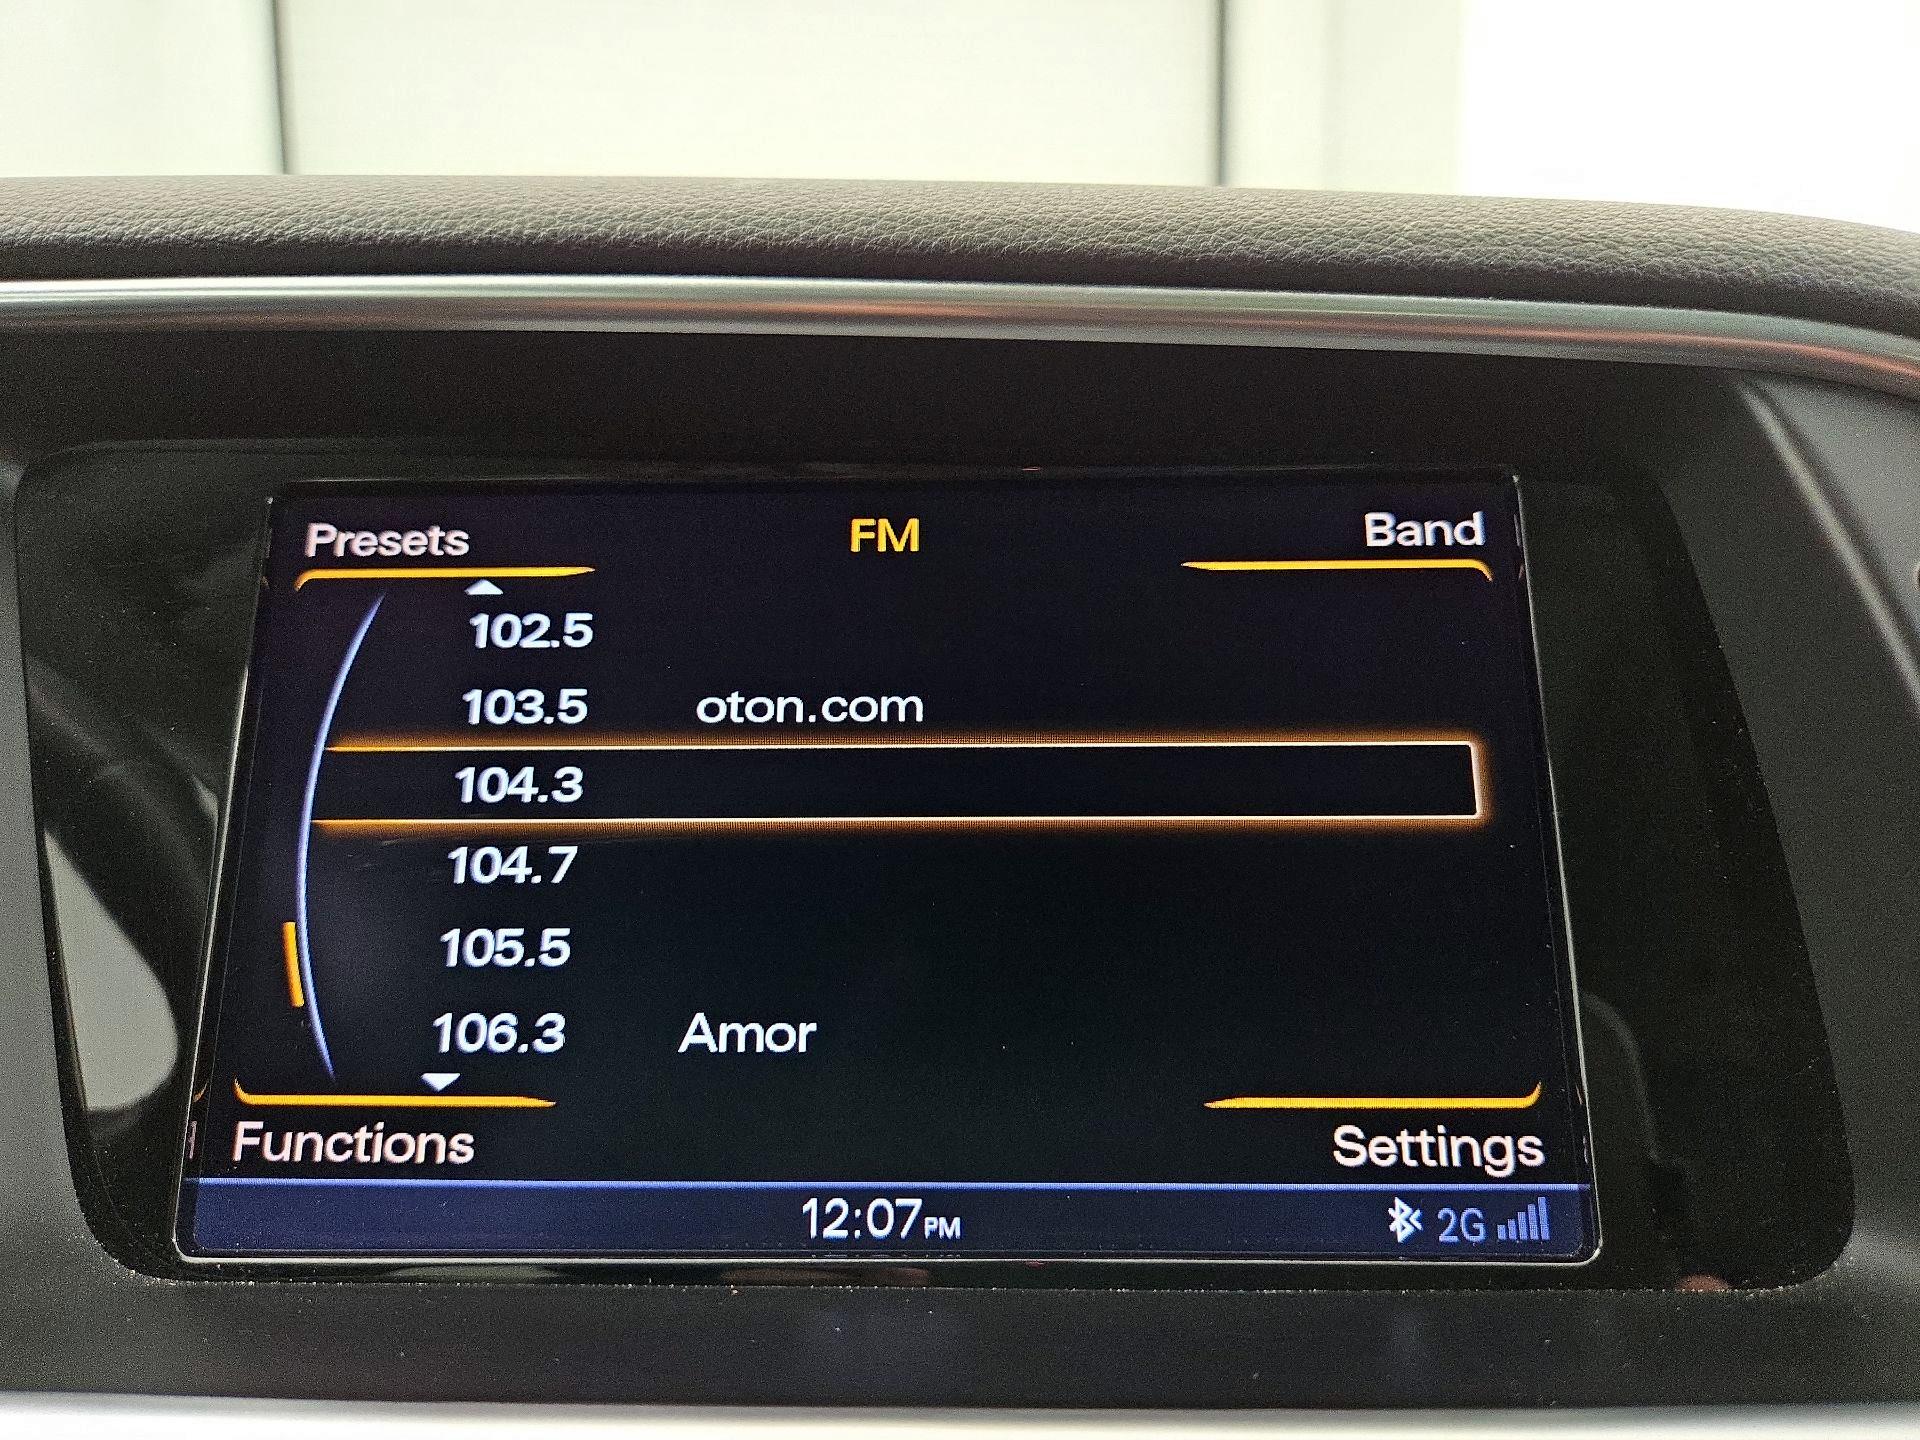 Presets FM Band
102.5
103.5 oton.com
104.3
104.7
105.5
106.3 Amor
Functions Settings
12:07PM 2G